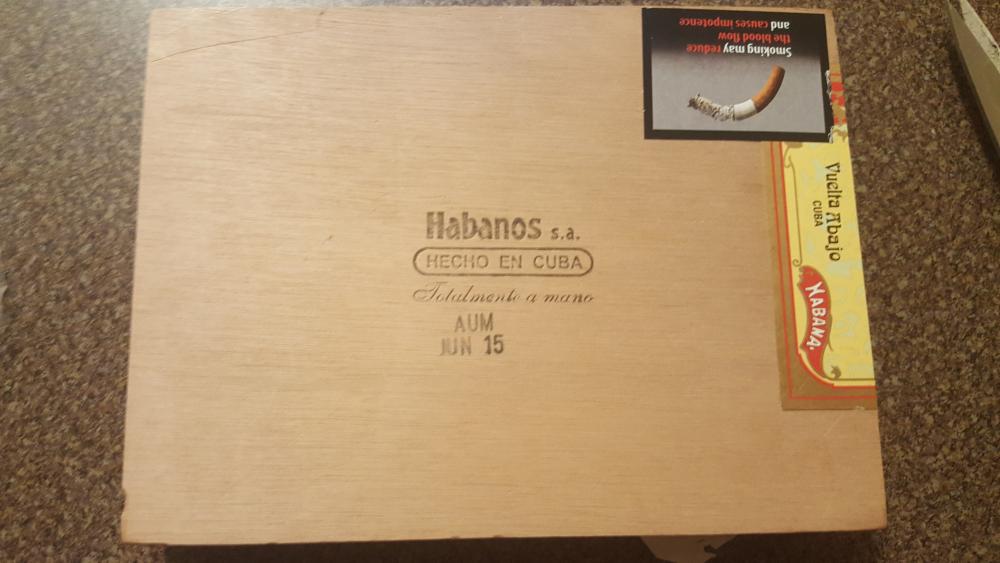 Smoking may reduce
the blood flow
and causes impotence
Vuelta Abajo
CUBA
HABANA.
Habanos s.a.
HECHO EN CUBA
Totalmente a mano
AUM
JUN 15